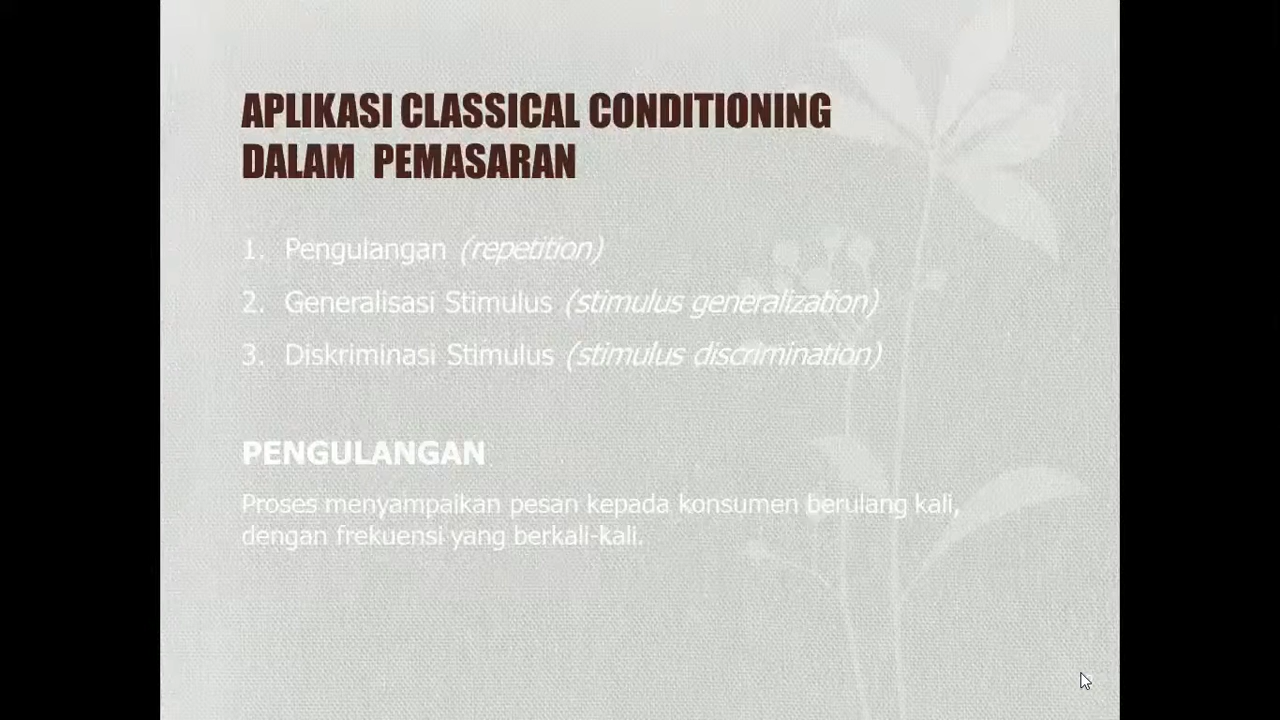 APLIKASI CLASSICAL CONDITIONING
DALAM PEMASARAN
1. Pengulangan (repetition)
2. Generalisasi Stimulus (stimulus generalization)
3. Diskriminasi Stimulus (stimulus discrimination)
PENGULANGAN
Proses menyampaikan pesan kepada konsumen berulang kali,
dengan frekuensi yang berkali-kali.